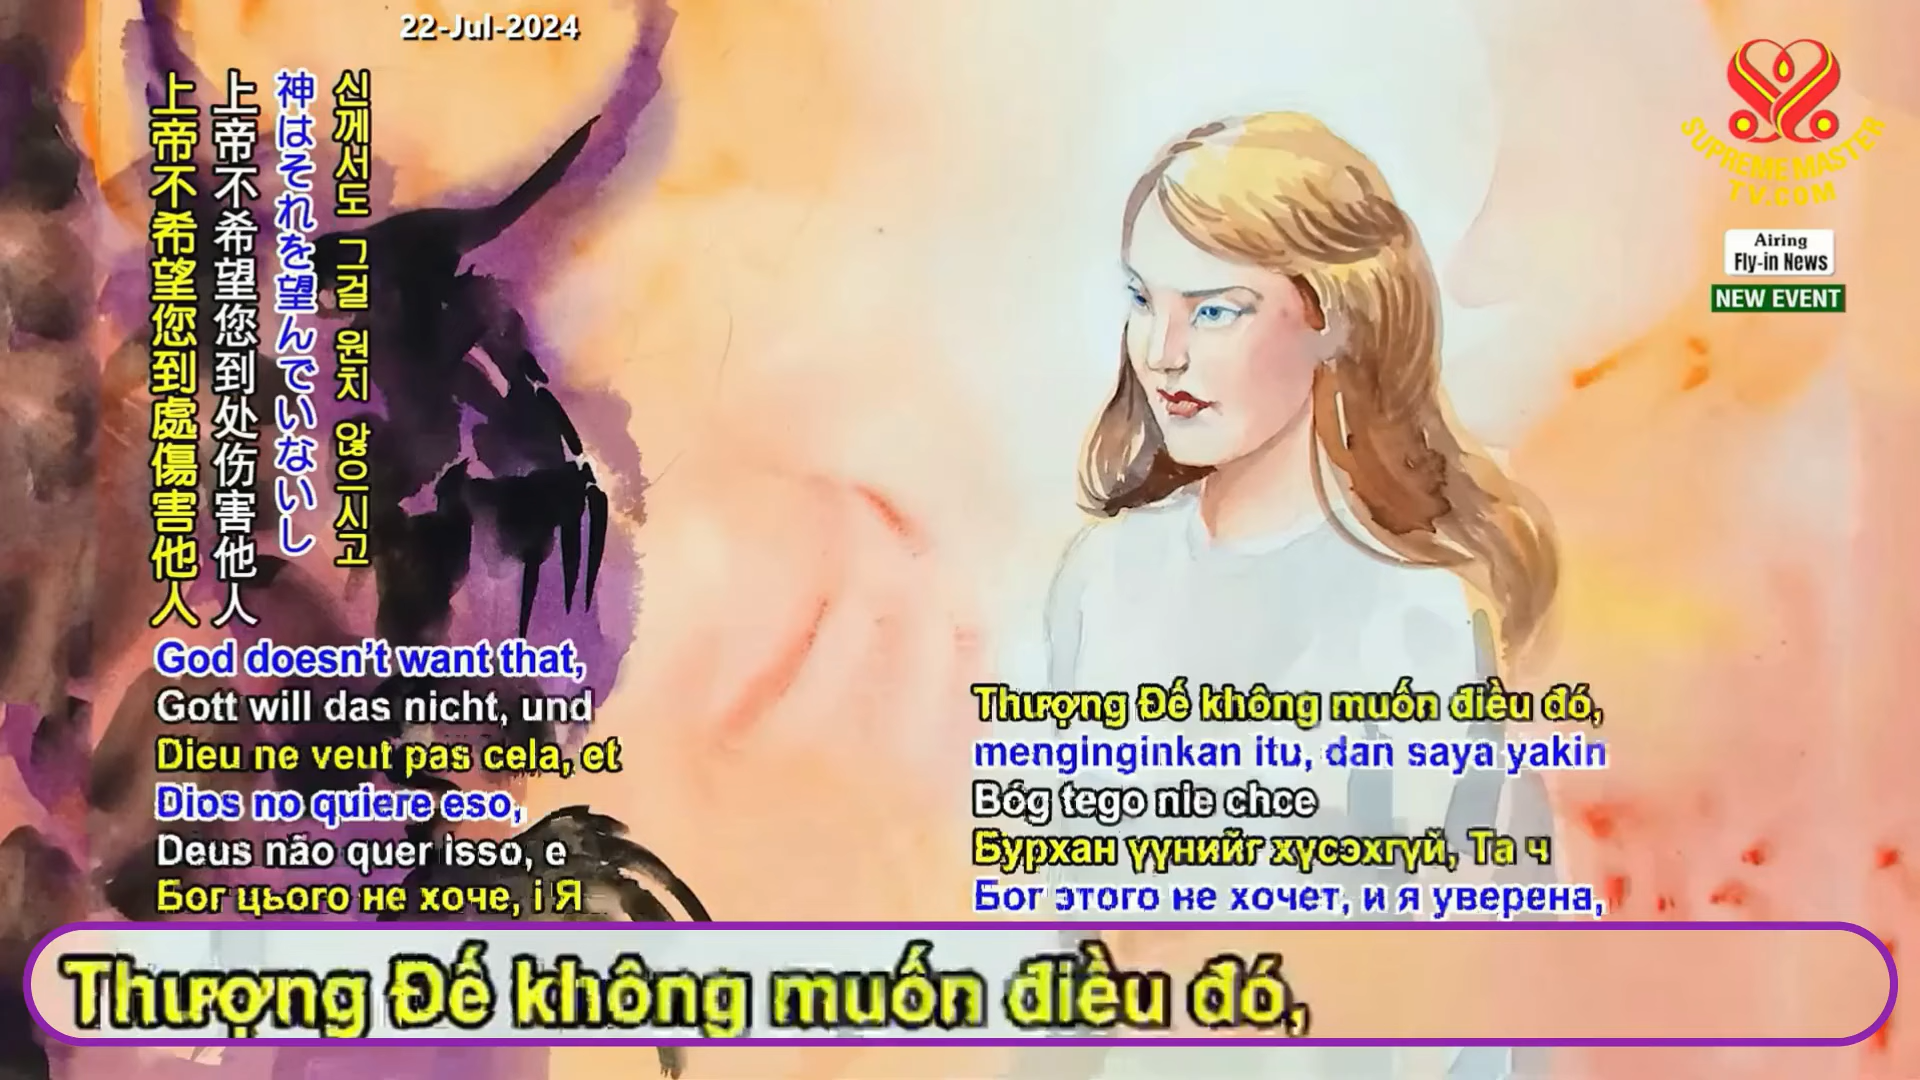 22-Jul-2024
上帝不希望您到處傷害他人
上帝不希望您到处伤害他人
神はそれを望んでいないし
신께서도 그걸 원치 않으시고
God doesn't want that,
Gott will das nicht, und
Dieu ne veut pas cela, et
Dios no quiere eso,
Deus não quer isso, e
Бог цього не хоче, і Я
Thượng Đế không muốn điều đó,
menginginkan itu, dan saya yakin
Bóg tego nie chce
Бурхан үүнийг хүсэхгүй, Та ч
Бог этого не хочет, и я уверена,
SUPREME MASTER
TV.COM
Airing
Fly-in News
NEW EVENT
Thượng Đế không muốn điều đó,